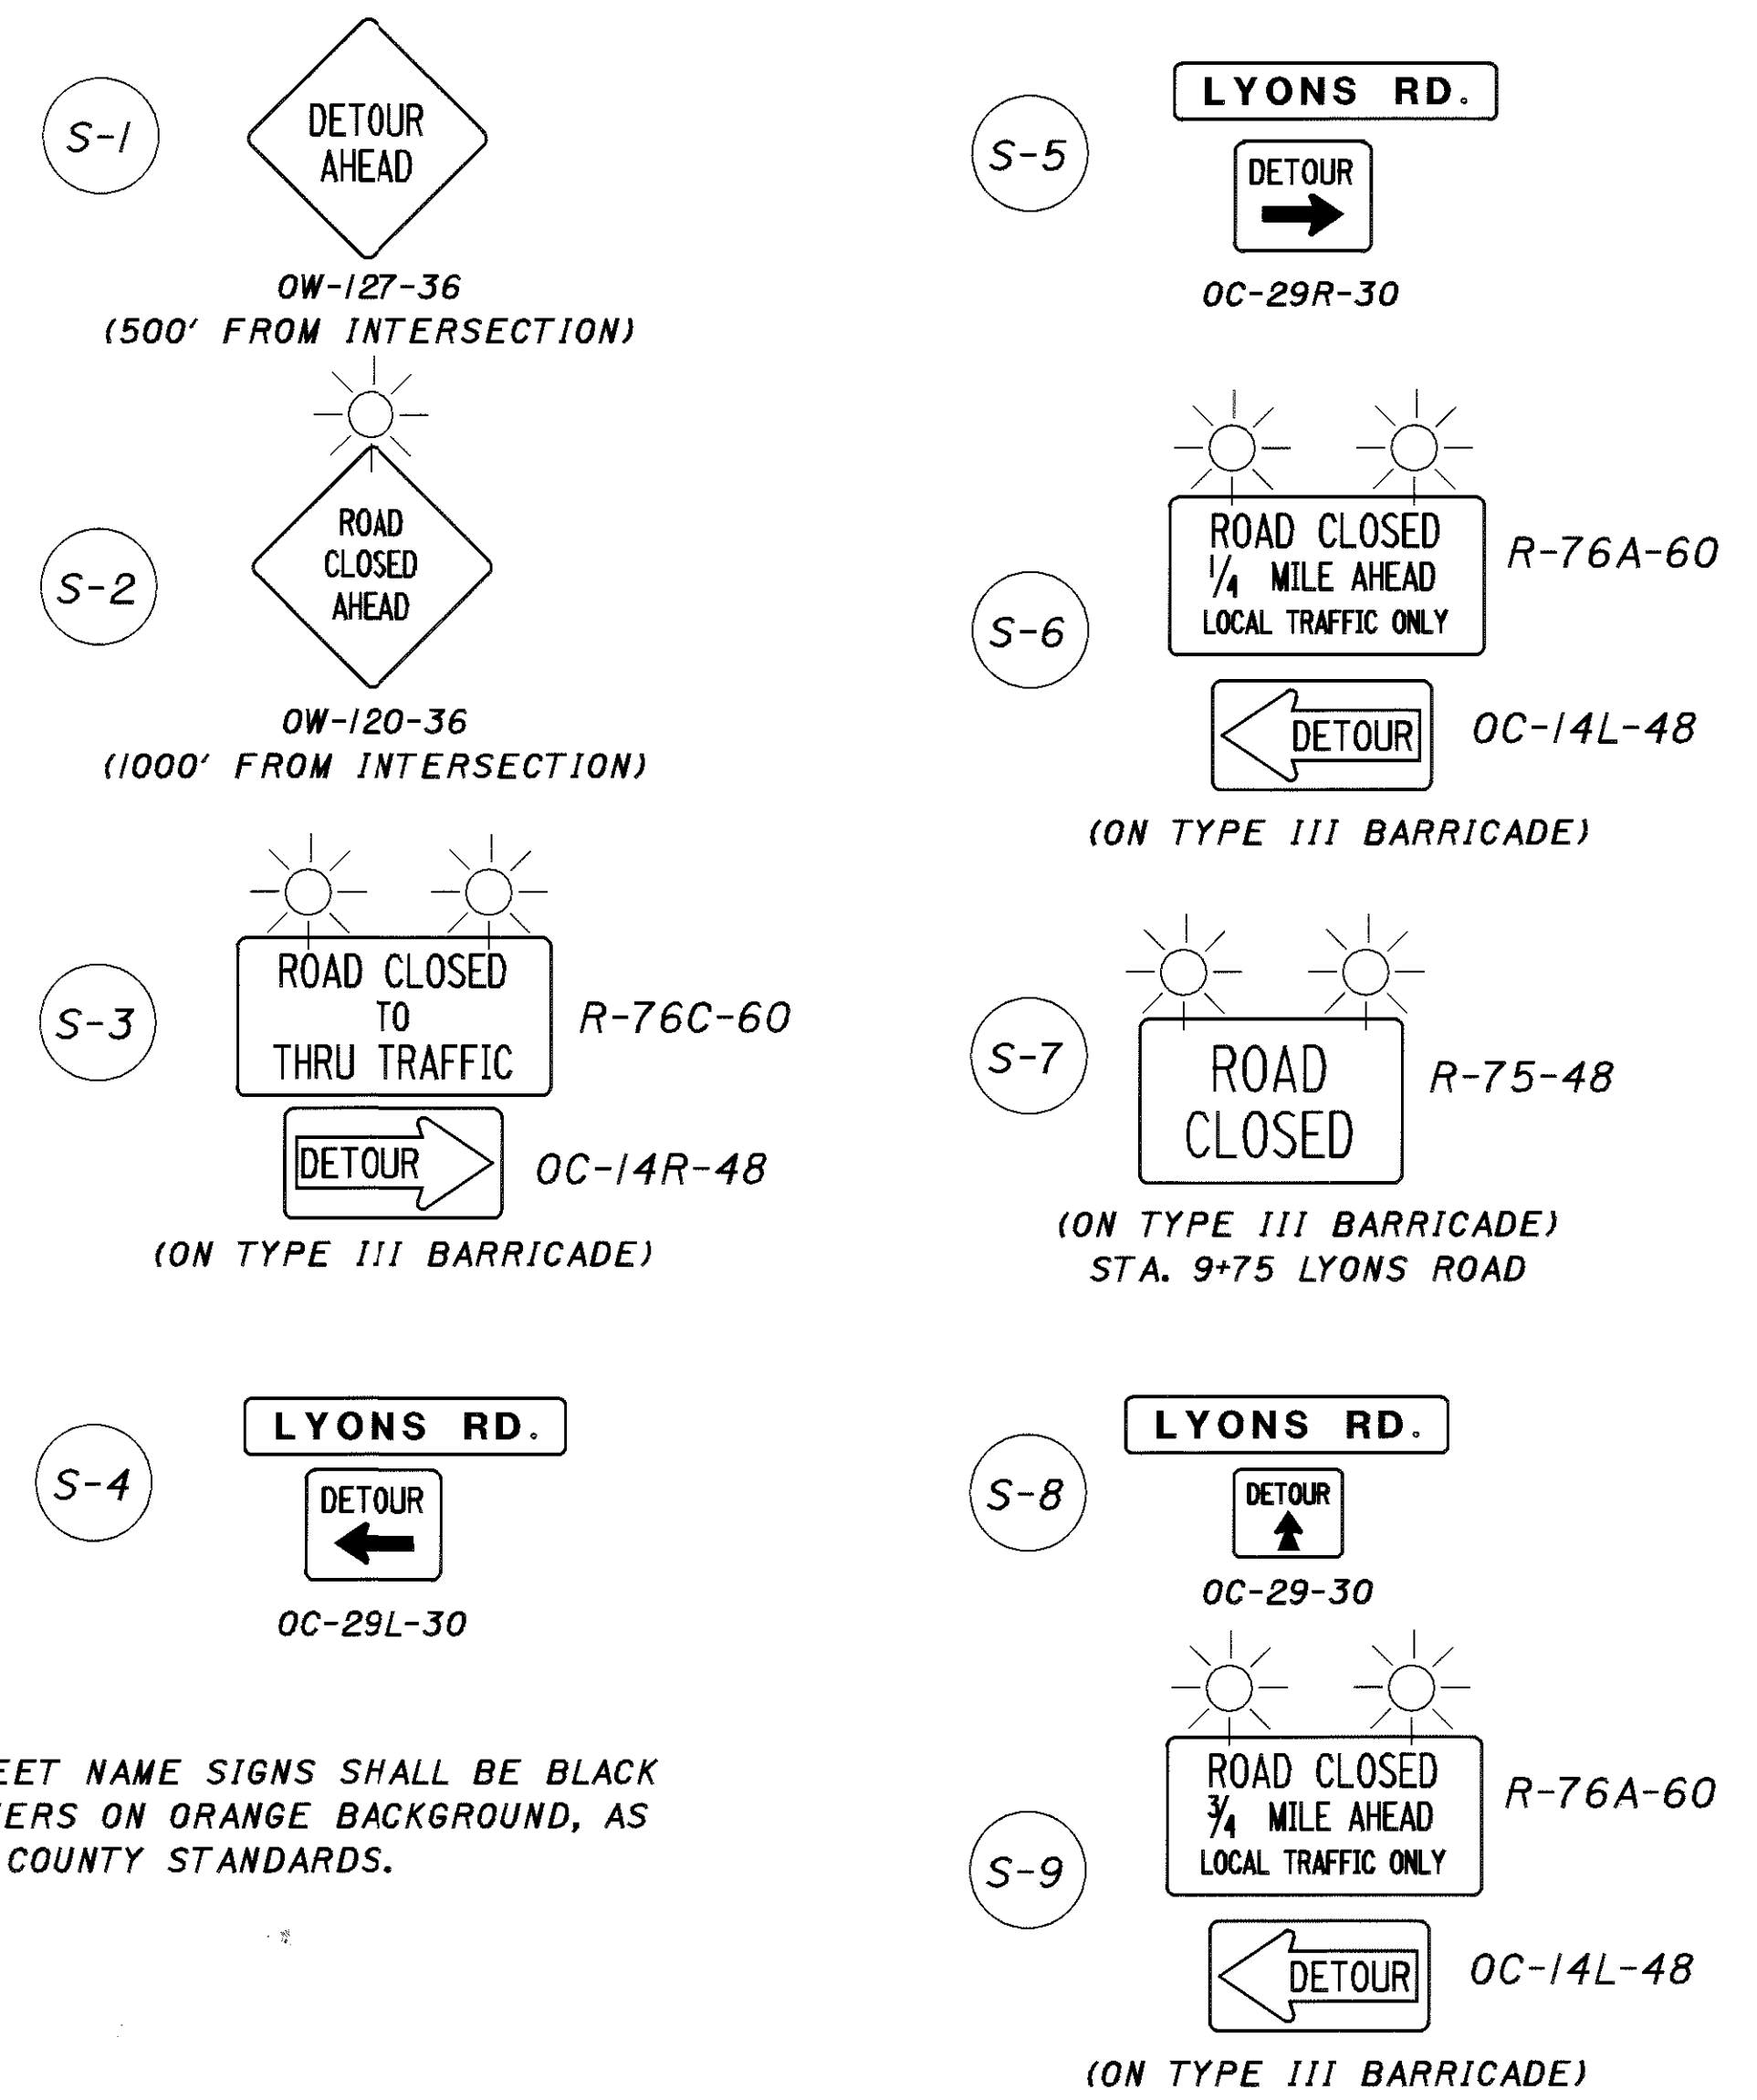 S-1
DETOUR
AHEAD
OW-127-36
(500' FROM INTERSECTION)
S-2
ROAD
CLOSED
AHEAD
OW-120-36
(1000' FROM INTERSECTION)
S-3
ROAD CLOSED
TO
THRU TRAFFIC
R-76C-60
DETOUR
OC-14R-48
(ON TYPE III BARRICADE)
S-4
LYONS RD.
DETOUR
OC-29L-30
EET NAME SIGNS SHALL BE BLACK
ERS ON ORANGE BACKGROUND, AS
COUNTY STANDARDS.
S-5
LYONS RD.
DETOUR
OC-29R-30
S-6
ROAD CLOSED
1/4 MILE AHEAD
LOCAL TRAFFIC ONLY
R-76A-60
DETOUR
OC-14L-48
(ON TYPE III BARRICADE)
S-7
ROAD
CLOSED
R-75-48
(ON TYPE III BARRICADE)
STA. 9+75 LYONS ROAD
S-8
LYONS RD.
DETOUR
OC-29-30
S-9
ROAD CLOSED
3/4 MILE AHEAD
LOCAL TRAFFIC ONLY
R-76A-60
DETOUR
OC-14L-48
(ON TYPE III BARRICADE)